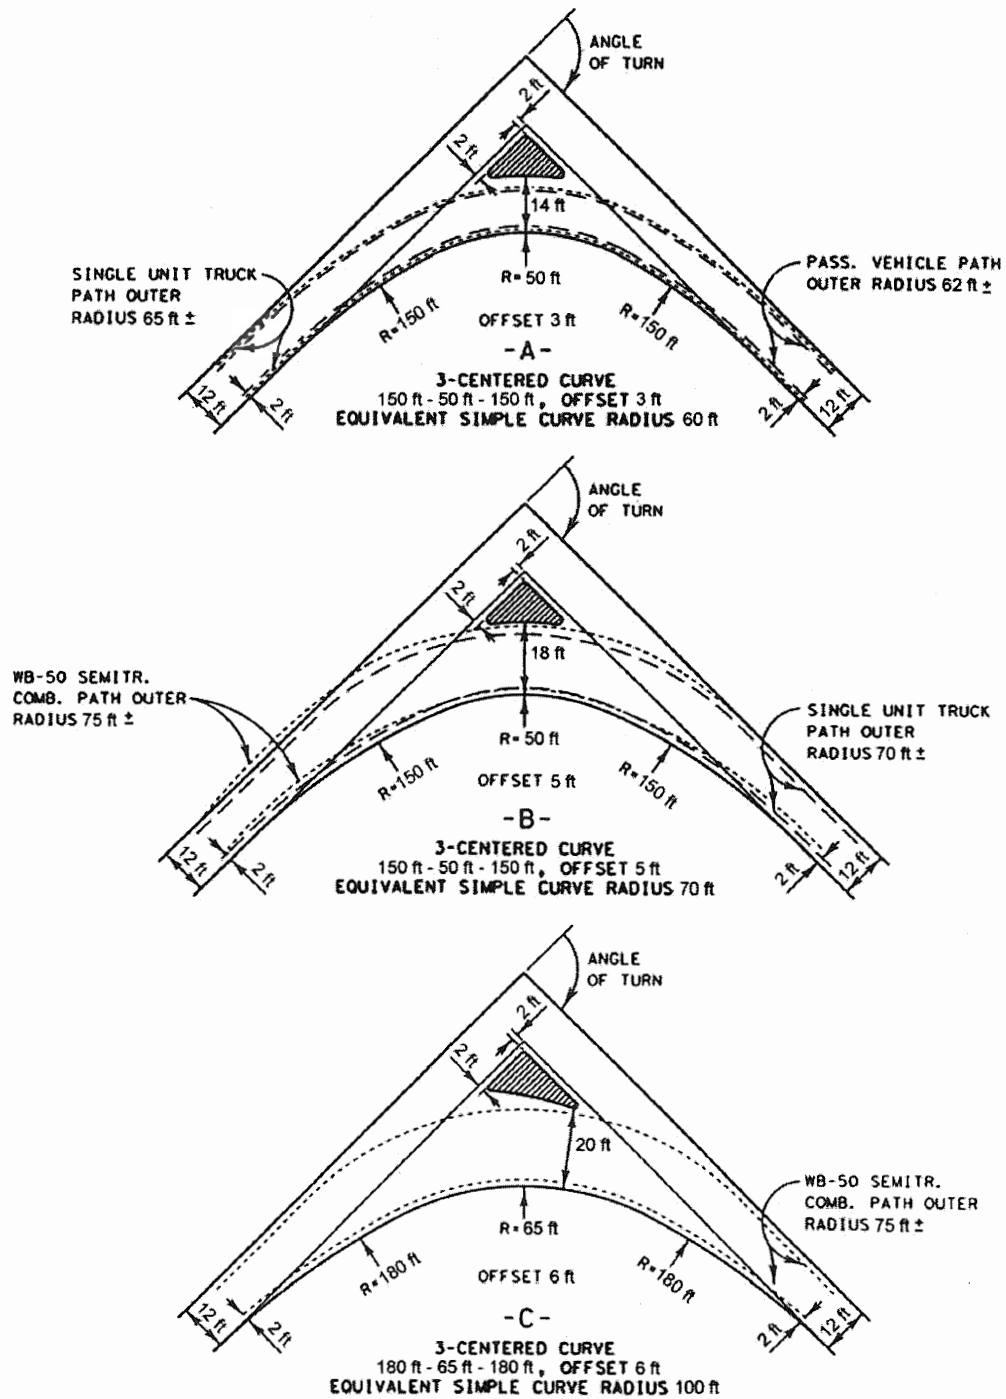 ANGLE
OF TURN
2 ft
2 ft
14 ft
R= 50 ft
SINGLE UNIT TRUCK
PATH OUTER
RADIUS 65 ft ±
PASS. VEHICLE PATH
OUTER RADIUS 62 ft ±
R=150 ft
OFFSET 3 ft
R=150 ft
-A-
12 ft
2 ft
2 ft
12 ft
3-CENTERED CURVE
150 ft - 50 ft - 150 ft, OFFSET 3 ft
EQUIVALENT SIMPLE CURVE RADIUS 60 ft
ANGLE
OF TURN
2 ft
2 ft
18 ft
WB-50 SEMITR.
COMB. PATH OUTER
RADIUS 75 ft ±
SINGLE UNIT TRUCK
PATH OUTER
RADIUS 70 ft ±
R= 50 ft
R=150 ft
OFFSET 5 ft
R=150 ft
-B-
12 ft
2 ft
2 ft
12 ft
3-CENTERED CURVE
150 ft - 50 ft - 150 ft, OFFSET 5 ft
EQUIVALENT SIMPLE CURVE RADIUS 70 ft
ANGLE
OF TURN
2 ft
2 ft
20 ft
WB-50 SEMITR.
COMB. PATH OUTER
RADIUS 75 ft ±
R=65 ft
R=180 ft
OFFSET 6 ft
R=180 ft
-C-
12 ft
2 ft
2 ft
12 ft
3-CENTERED CURVE
180 ft - 65 ft - 180 ft, OFFSET 6 ft
EQUIVALENT SIMPLE CURVE RADIUS 100 ft